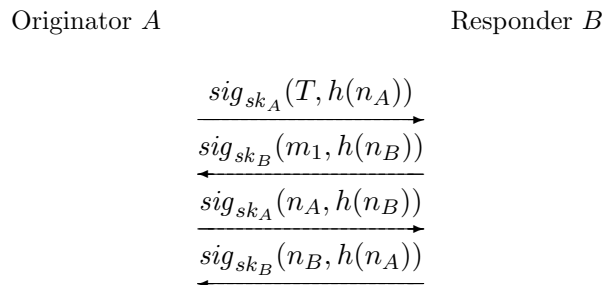 Originator A Responder B
sig_{sk_A}(T, h(n_A))
sig_{sk_B}(m_1, h(n_B))
sig_{sk_A}(n_A, h(n_B))
sig_{sk_B}(n_B, h(n_A))